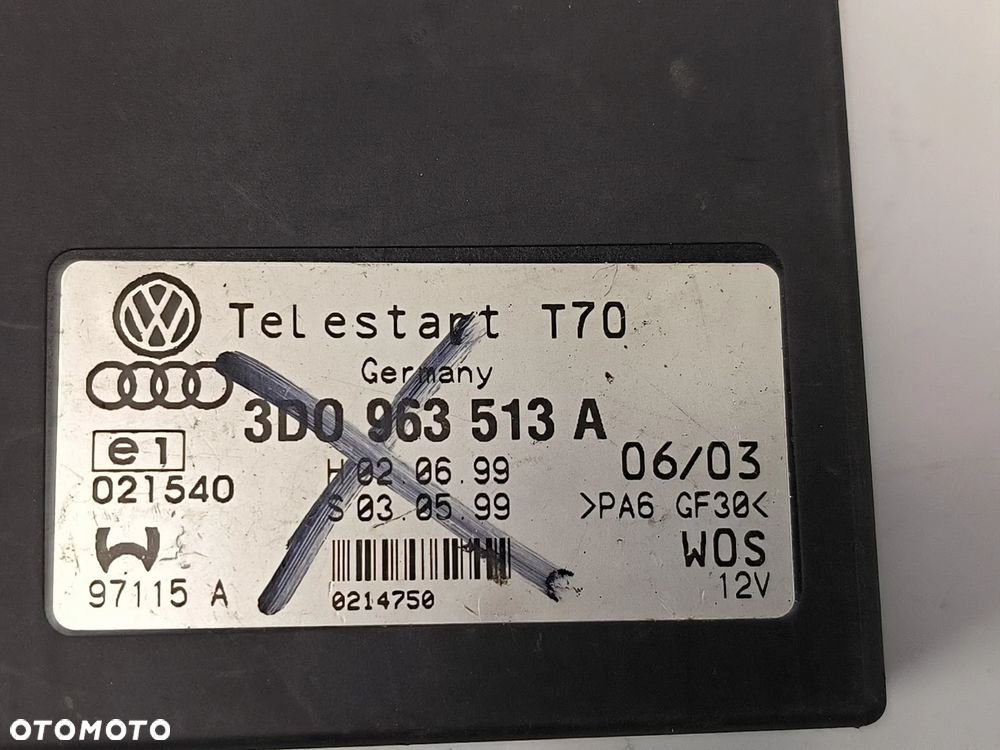 Telestart T70
Germany
3D0 963 513 A
e1
021540
H 02.06.99
S 03.05.99
06/03
>PA6 GF30<
WOS
12V
97115 A
0214750
OTOMOTO